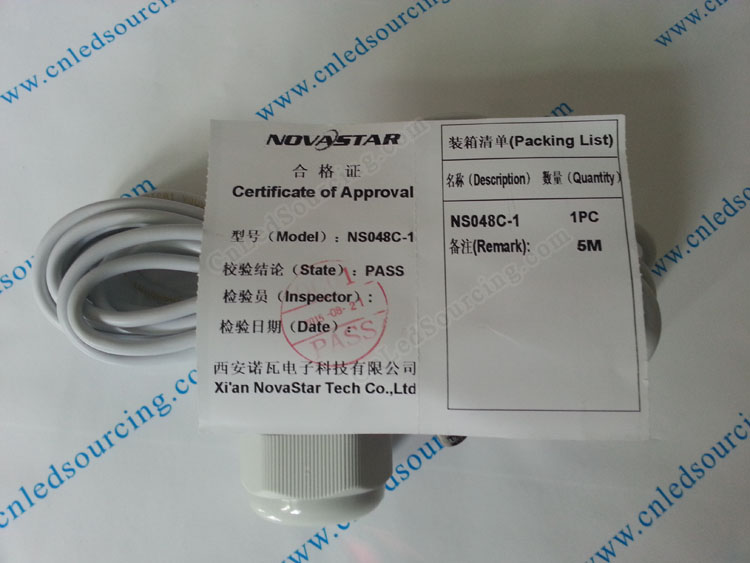 NOVASTAR
合格证
Certificate of Approval
型号（Model）：NS048C-1
校验结论（State）：PASS
检验员（Inspector）：
检验日期（Date）：
PASS
西安诺瓦电子科技有限公司
Xi'an NovaStar Tech Co.,Ltd
装箱清单(Packing List)
名称（Description） 数量（Quantity）
NS048C-1 1PC
备注(Remark): 5M
www.cnledsourcing.com
www.cnledsourcing.com
www.cnledsourcing.com
www.cnledsourcing.com
CnLedSourcing.com